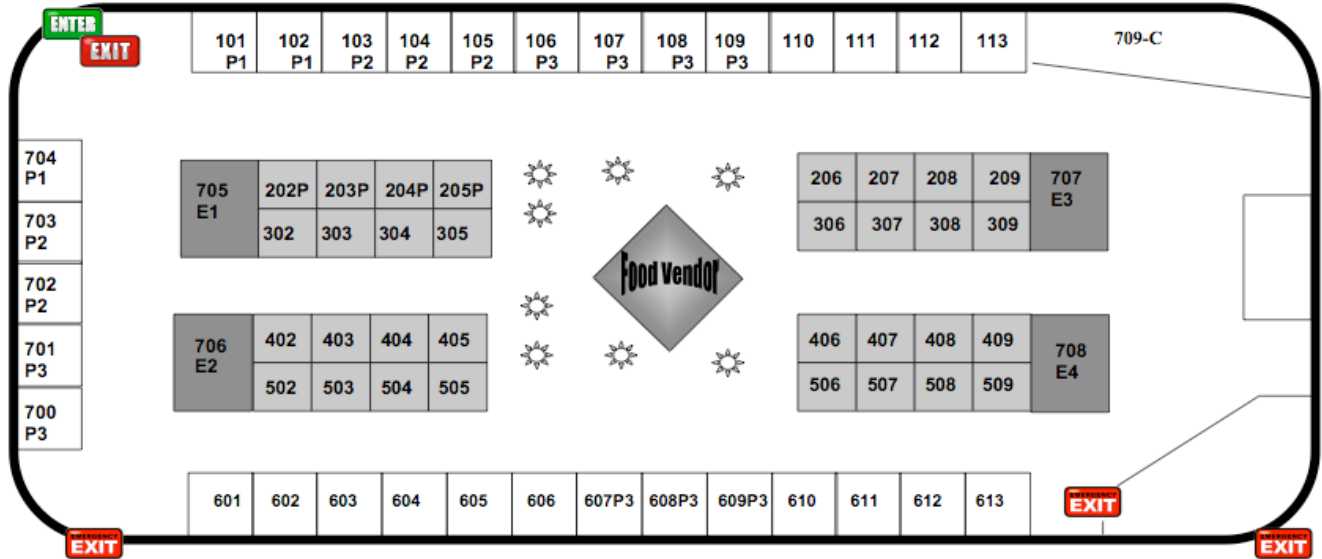 ENTER
EXIT
101 102 103 104 105 106 107 108 109 110 111 112 113
P1 P1 P2 P2 P2 P3 P3 P3 P3
709-C
704
P1
703
P2
702
P2
701
P3
700
P3
705
E1
202P 203P 204P 205P
302 303 304 305
206 207 208 209
306 307 308 309
707
E3
Food Vendor
706
E2
402 403 404 405
502 503 504 505
406 407 408 409
506 507 508 509
708
E4
601 602 603 604 605 606 607P3 608P3 609P3 610 611 612 613
EMERGENCY
EXIT
EMERGENCY
EXIT
EMERGENCY
EXIT